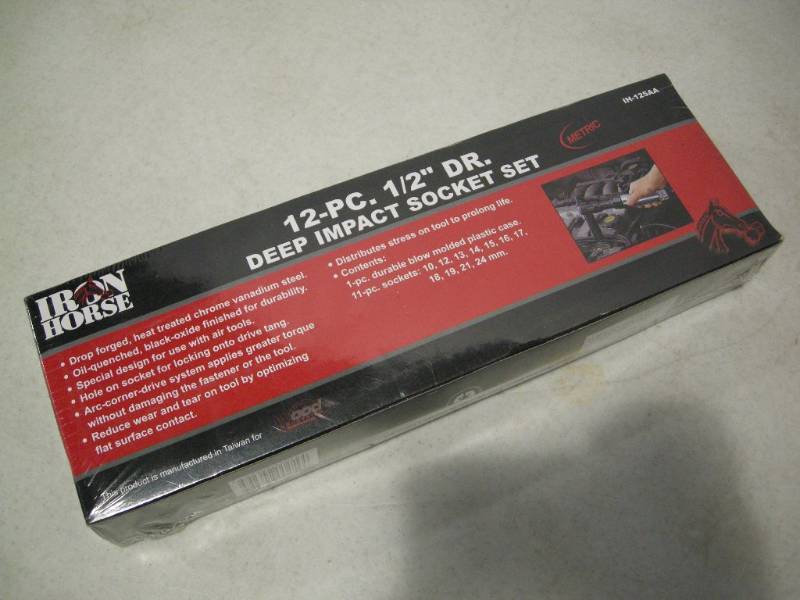 IH-12SAA
METRIC
12-PC. 1/2" DR.
DEEP IMPACT SOCKET SET
IRON
HORSE
• Drop forged, heat treated chrome vanadium steel.
• Oil-quenched, black-oxide finished for durability.
• Special design for use with air tools.
• Hole on socket for locking onto drive tang.
• Arc-corner-drive system applies greater torque
without damaging the fastener or the tool.
• Reduce wear and tear on tool by optimizing
flat surface contact.
• Distributes stress on tool to prolong life.
• Contents:
1-pc. durable blow molded plastic case.
11-pc. sockets: 10, 12, 13, 14, 15, 16, 17,
18, 19, 21, 24 mm.
This product is manufactured in Taiwan for